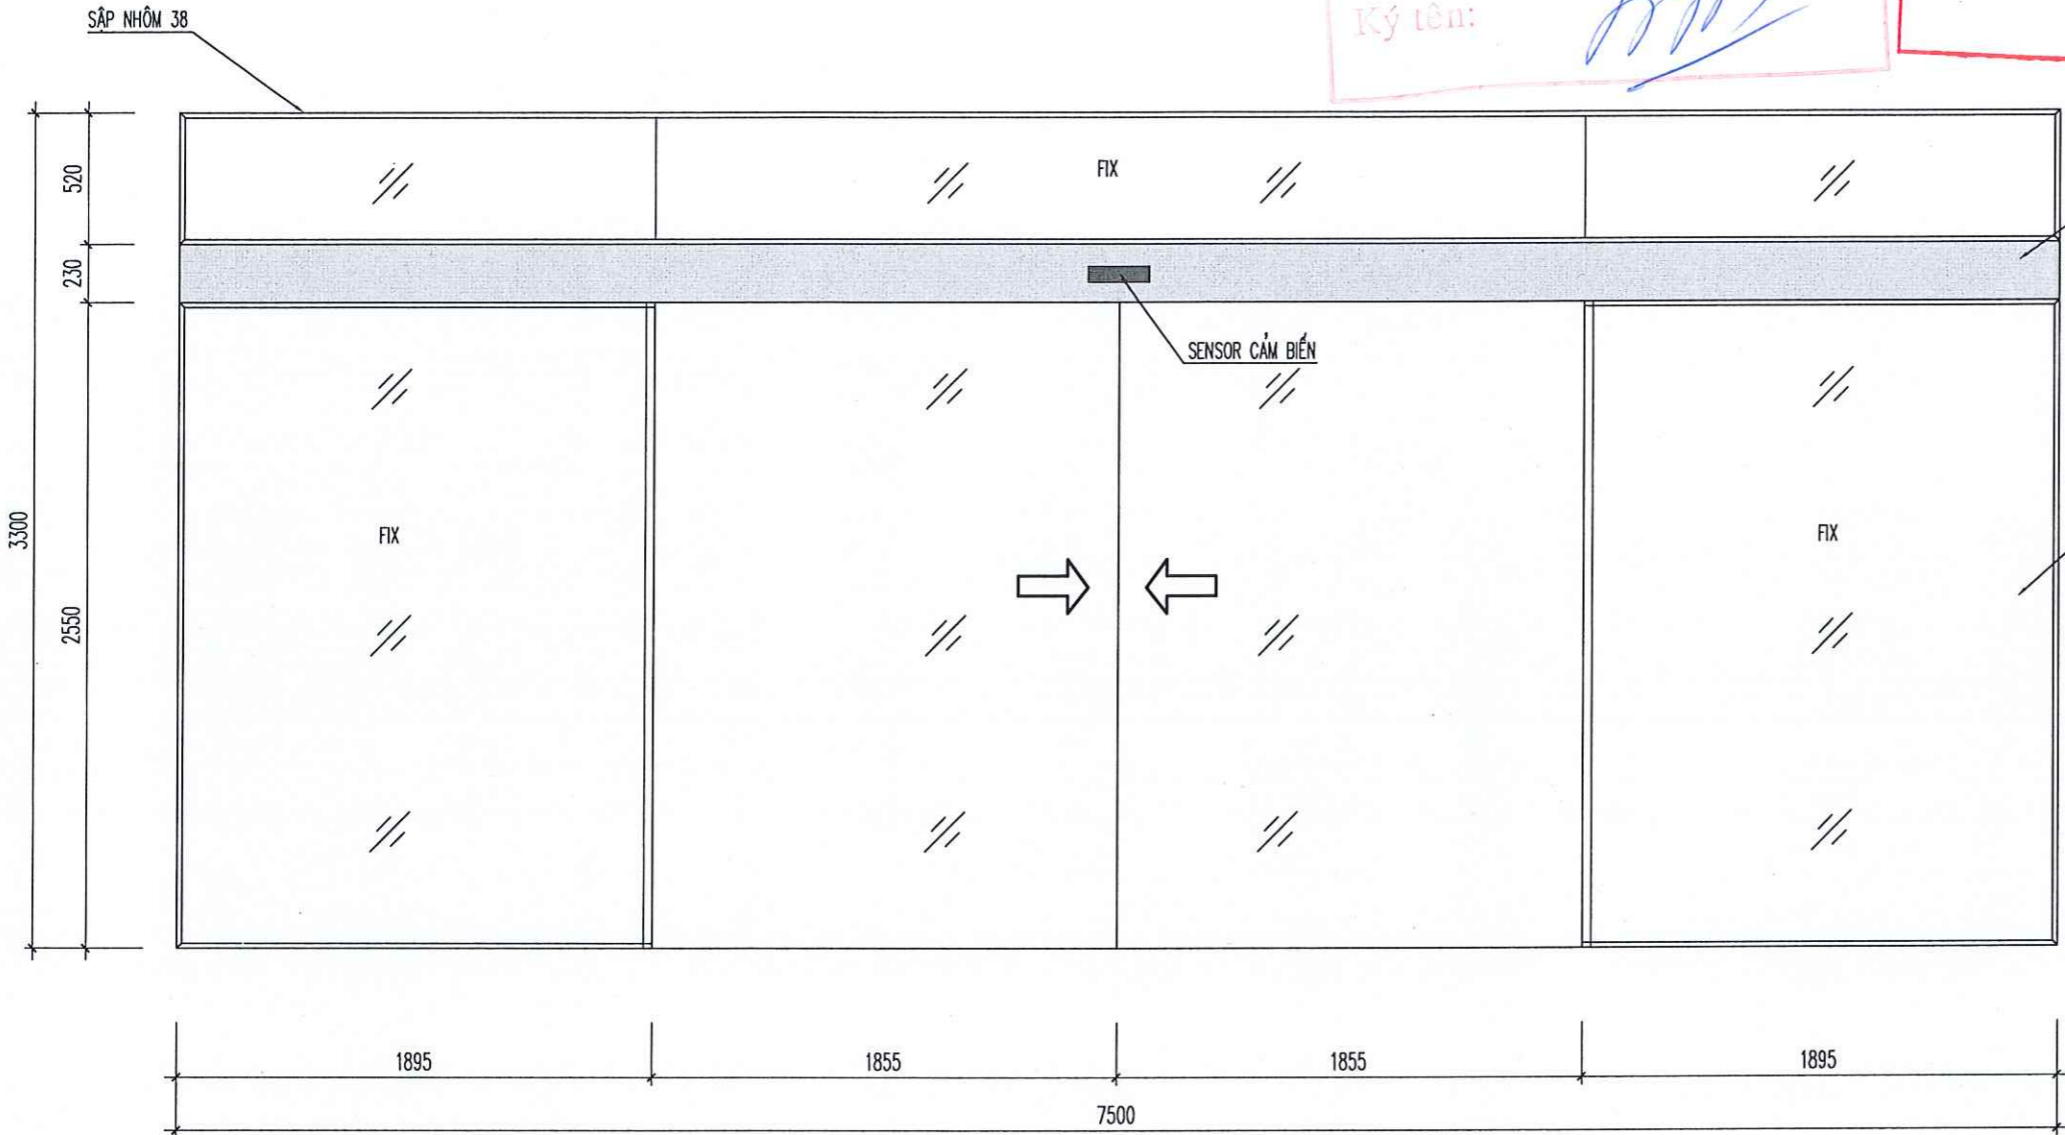 SẬP NHÔM 38
Ký tên:
520
FIX
230
SENSOR CẢM BIẾN
3300
FIX
FIX
2550
1895
1855
1855
1895
7500